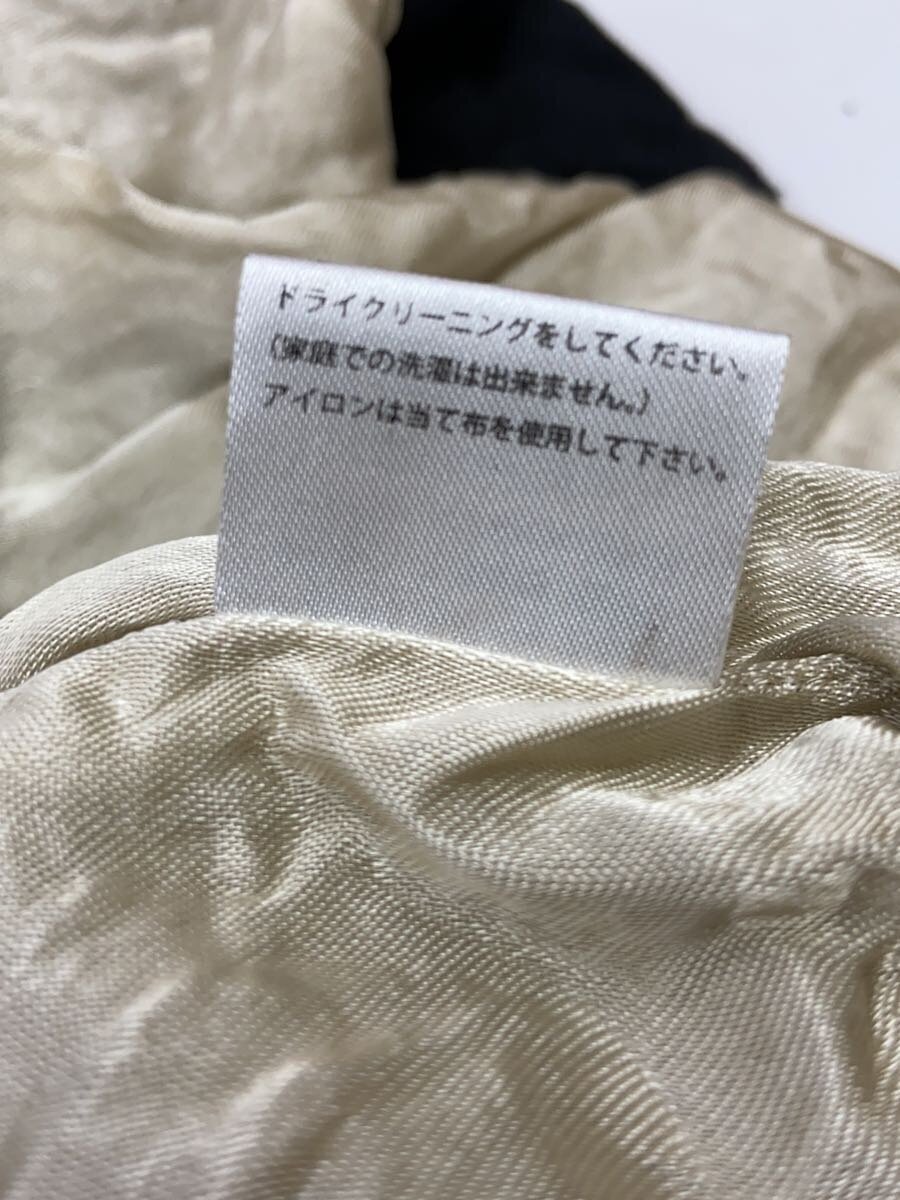 ドライクリーニングをしてください。
(家庭での洗濯は出来ません。)
アイロンは当て布を使用して下さい。